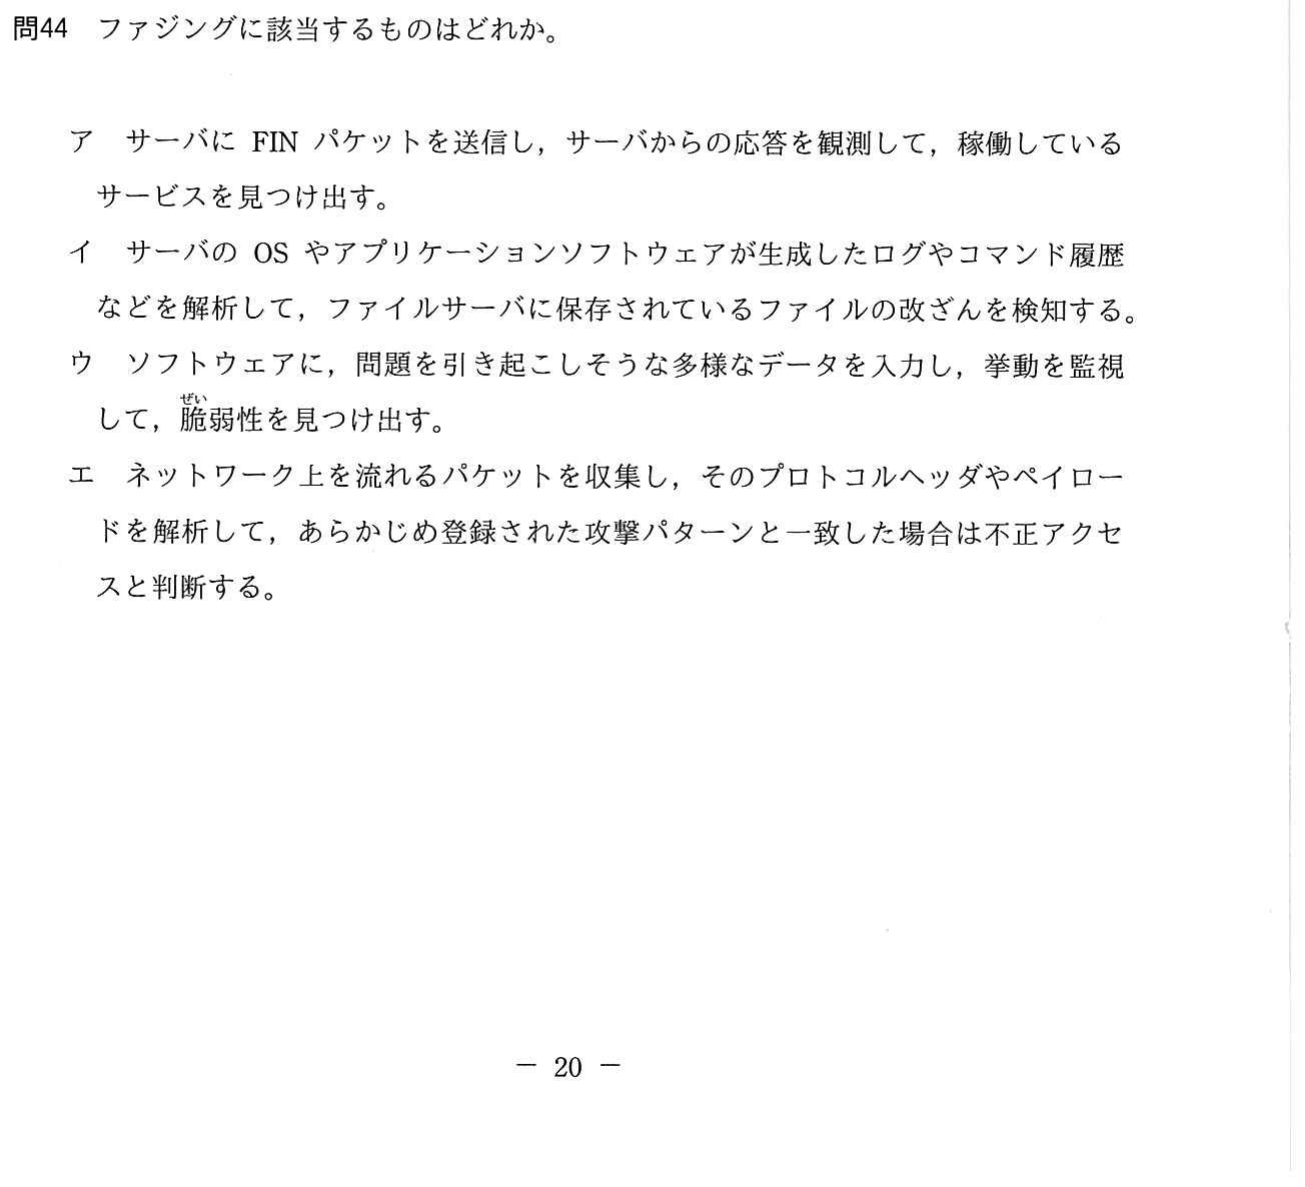 問44　ファジングに該当するものはどれか。
ア　サーバに FIN パケットを送信し，サーバからの応答を観測して，稼働している
サービスを見つけ出す。
イ　サーバの OS やアプリケーションソフトウェアが生成したログやコマンド履歴
などを解析して，ファイルサーバに保存されているファイルの改ざんを検知する。
ウ　ソフトウェアに，問題を引き起こしそうな多様なデータを入力し，挙動を監視
ぜい
して，脆弱性を見つけ出す。
エ　ネットワーク上を流れるパケットを収集し，そのプロトコルヘッダやペイロー
ドを解析して，あらかじめ登録された攻撃パターンと一致した場合は不正アクセ
スと判断する。
－ 20 －